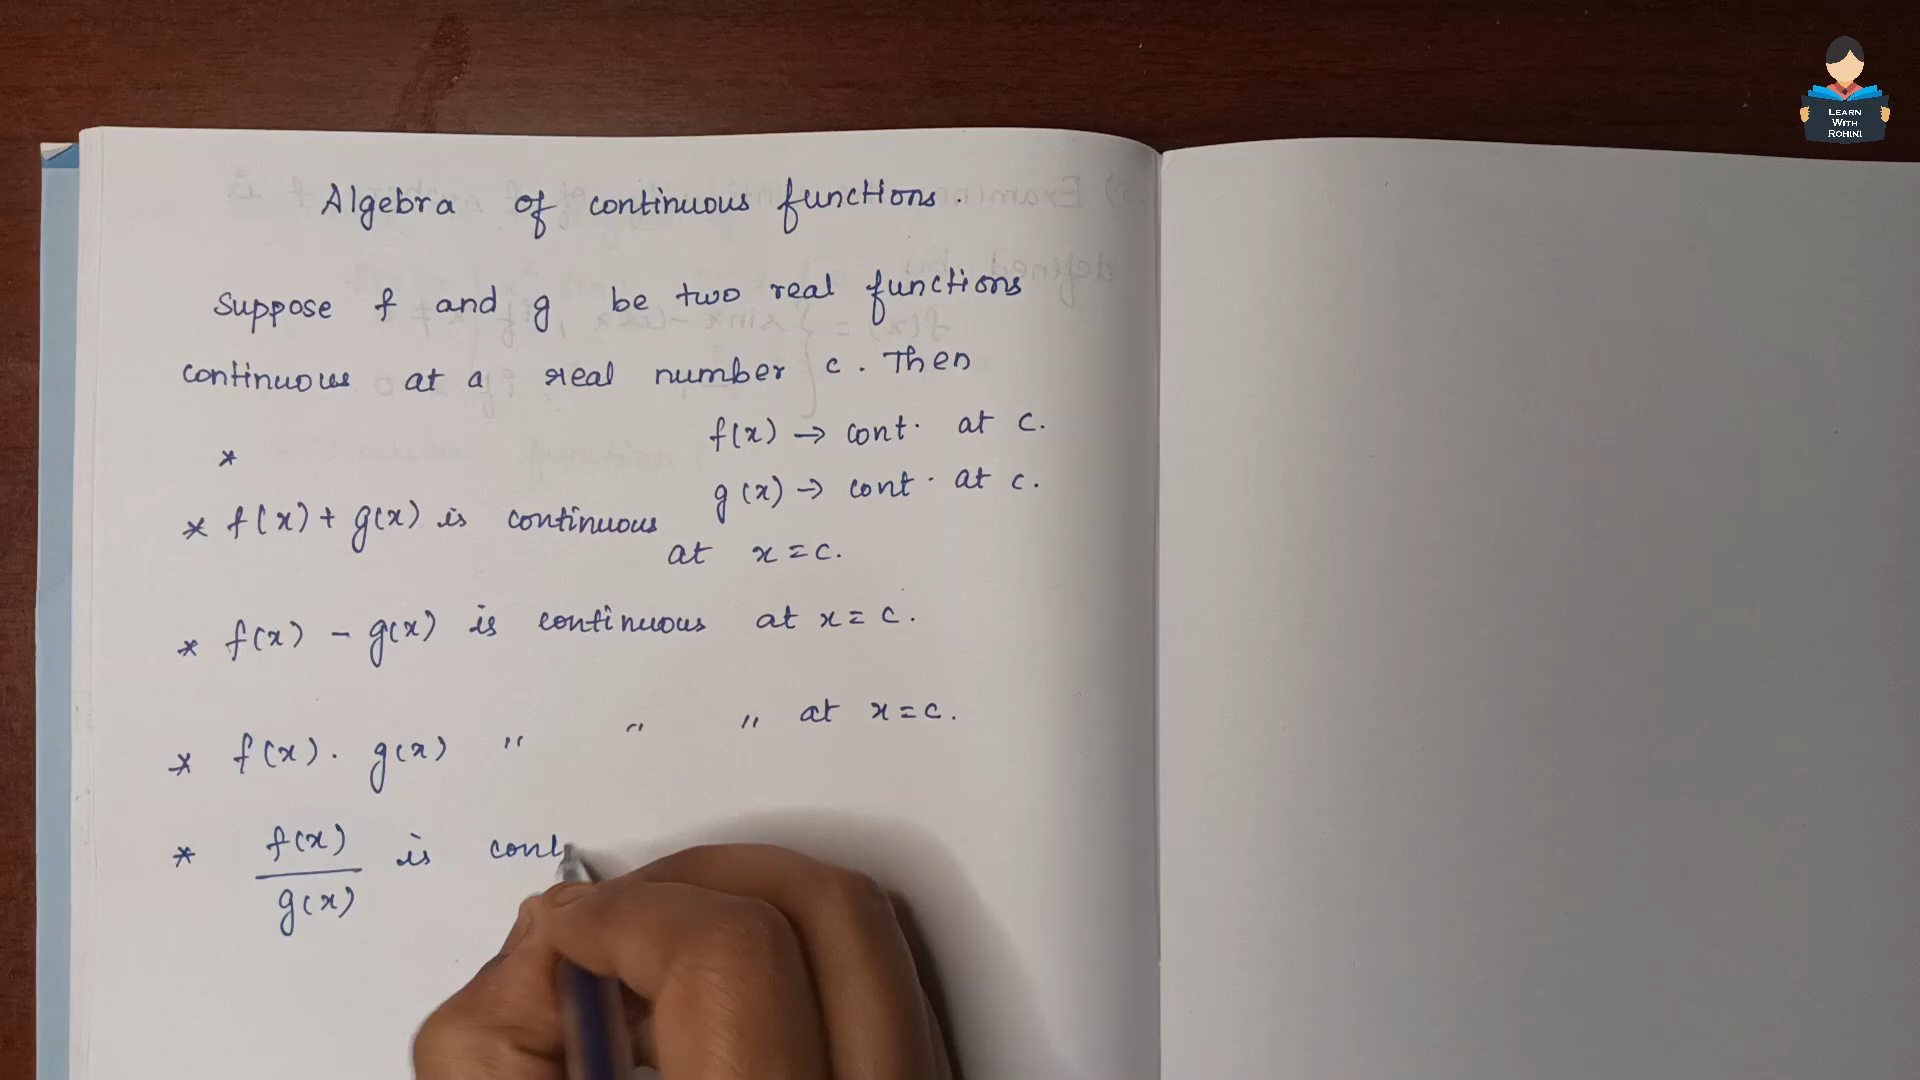 Algebra of continuous functions.
Suppose f and g be two real functions
continuous at a real number c. Then
f(x) → cont. at c.
*
g(x) → cont. at c.
* f(x) + g(x) is continuous
at x = c.
* f(x) - g(x) is continuous at x = c.
* f(x). g(x) " " " at x = c.
* f(x)
is cont
g(x)
LEARN
WITH
ROHINI